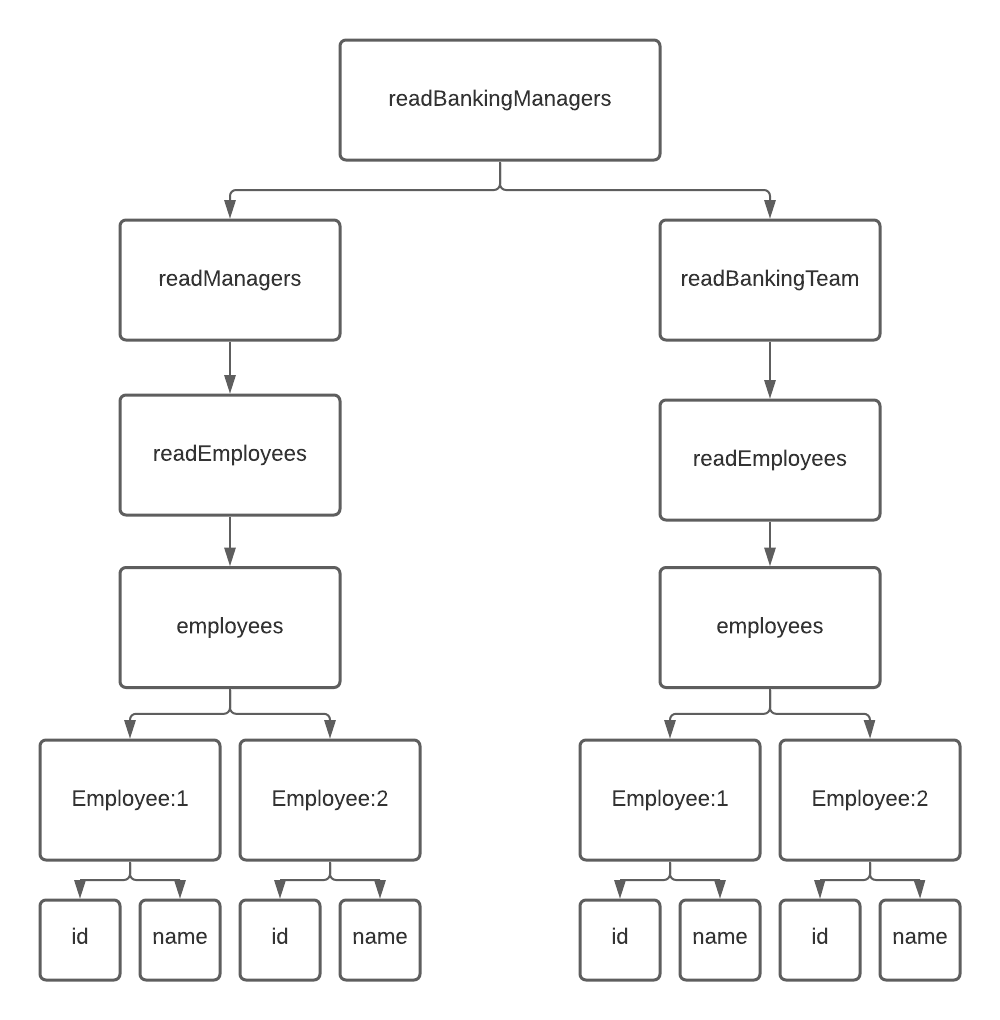 readBankingManagers
readManagers
readBankingTeam
readEmployees
readEmployees
employees
employees
Employee:1
Employee:2
Employee:1
Employee:2
id
name
id
name
id
name
id
name